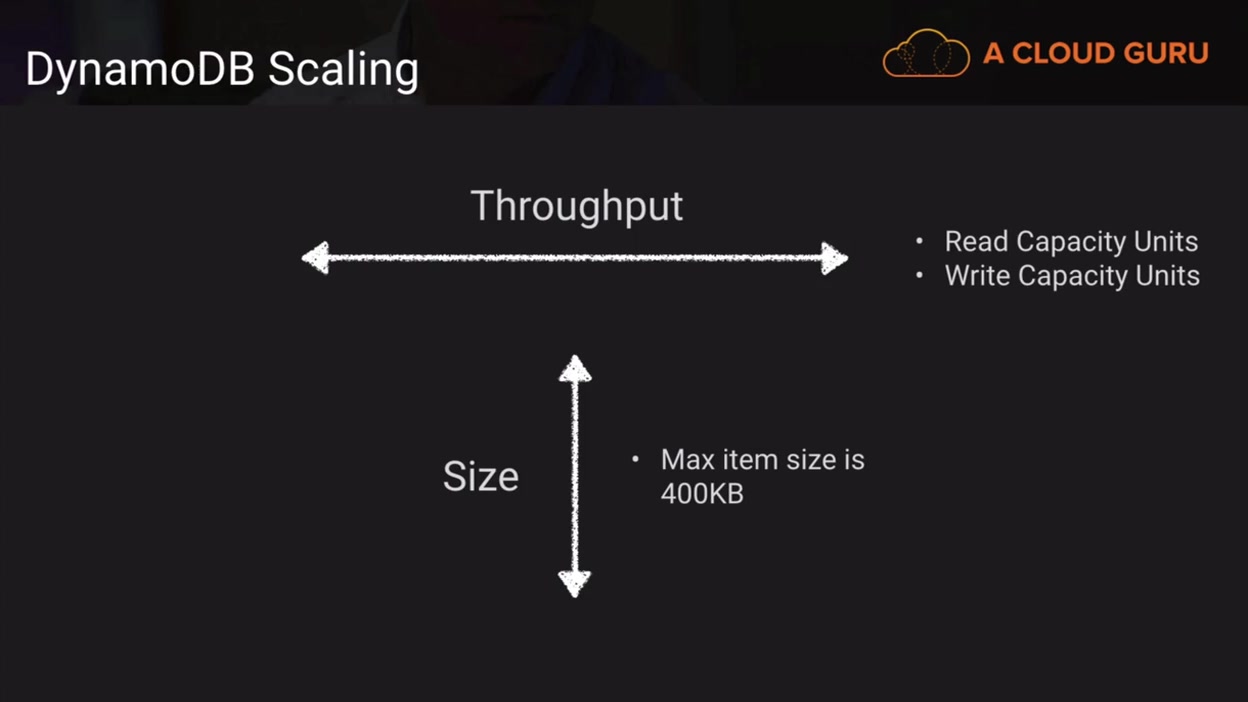 DynamoDB Scaling
A CLOUD GURU
Throughput
• Read Capacity Units
• Write Capacity Units
Size
• Max item size is
400KB